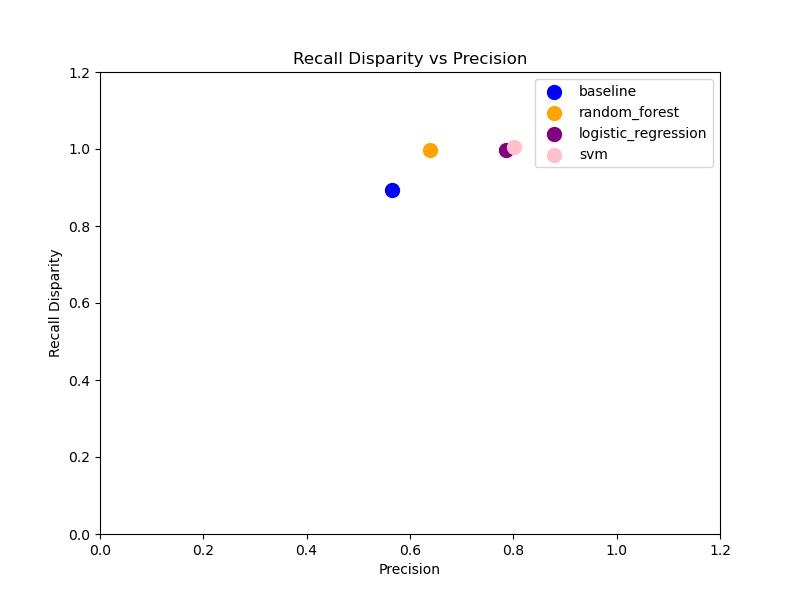 Recall Disparity vs Precision
baseline
random_forest
logistic_regression
svm
Recall Disparity
1.2
1.0
0.8
0.6
0.4
0.2
0.0
0.0 0.2 0.4 0.6 0.8 1.0 1.2
Precision